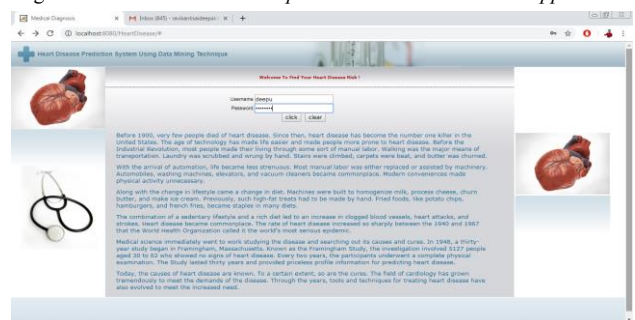 Medical Diagnosis
localhost:8080/HeartDisease/#
Heart Disease Prediction System Using Data Mining Technique
Welcome To Find Your Heart Disease Risk !
Username deepu
Password
click clear
Before 1900, very few people died of heart disease. Since then, heart disease has become the number one killer in the
United States. The age of technology has made life easier and made people more prone to heart disease. Before the
Industrial Revolution, most people made their living through some sort of manual labor. Walking was the major means of
transportation. Laundry was scrubbed and wrung by hand. Stairs were climbed, carpets were beat, and butter was churned.
With the arrival of automation, life became less strenuous. Most manual labor was either replaced or assisted by machinery.
Automobiles, washing machines, elevators, and vacuum cleaners became commonplace. Modern conveniences made
physical activity unnecessary.
Along with the change in lifestyle came a change in diet. Machines were built to homogenize milk, process cheese, churn
butter, and make ice cream. Previously, such high-fat treats had to be made by hand. Fried foods, like potato chips,
hamburgers, and french fries, became staples in many diets.
The combination of a sedentary lifestyle and a rich diet led to an increase in clogged blood vessels, heart attacks, and
strokes. Heart disease became commonplace. The rate of heart disease increased so sharply between the 1940 and 1967
that the World Health Organization called it the world's most serious epidemic.
Medical science immediately went to work studying the disease and searching out its causes and cures. In 1948, a thirty-
year study began in Framingham, Massachusetts. Known as the Framingham Study, the investigation involved 5127 people
aged 30 to 62 who showed no signs of heart disease. Every two years, the participants underwent a complete physical
examination. The Study lasted thirty years and provided priceless profile information for predicting heart disease.
Today, the causes of heart disease are known. To a certain extent, so are the cures. The field of cardiology has grown
tremendously to meet the demands of the disease. Through the years, tools and techniques for treating heart disease have
also evolved to meet the increased need.